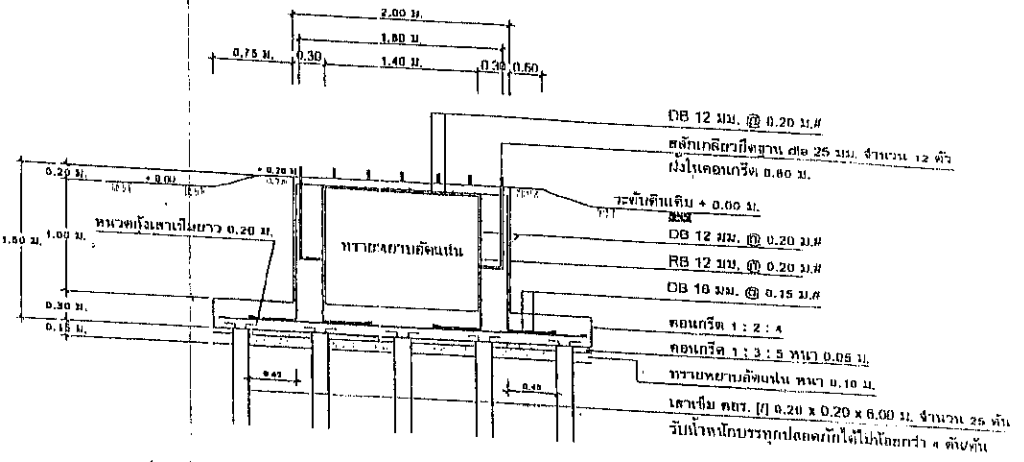 2.00 ม.
1.80 ม.
0.75 ม. 0.30 1.40 ม. 0.30 0.60
DB 12 มม. @ 0.20 ม.#
สลักเกลียวยึดฐาน dia 25 มม. จำนวน 12 ตัว
ฝังในคอนกรีต 0.80 ม.
0.20 ม.
+ 0.00
+ 0.20 ม.
ระดับดินเดิม + 0.00 ม.
หนวดกุ้งเสาเข็มยาว 0.20 ม.
DB 12 มม. @ 0.20 ม.#
1.50 ม.
1.00 ม.
ทรายหยาบอัดแน่น
RB 12 มม. @ 0.20 ม.#
DB 16 มม. @ 0.15 ม.#
0.30 ม.
คอนกรีต 1 : 2 : 4
0.15 ม.
คอนกรีต 1 : 3 : 5 หนา 0.05 ม.
ทรายหยาบอัดแน่น หนา 0.10 ม.
เสาเข็ม คอร. [/] 0.20 x 0.20 x 6.00 ม. จำนวน 25 ต้น
รับน้ำหนักบรรทุกปลอดภัยได้ไม่น้อยกว่า 4 ตัน/ต้น